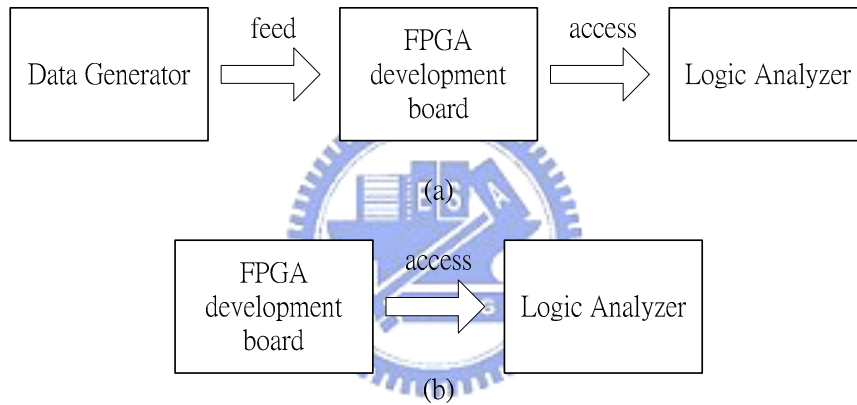 feed
access
Data Generator
FPGA
development
board
Logic Analyzer
(a)
FPGA
development
board
access
Logic Analyzer
(b)